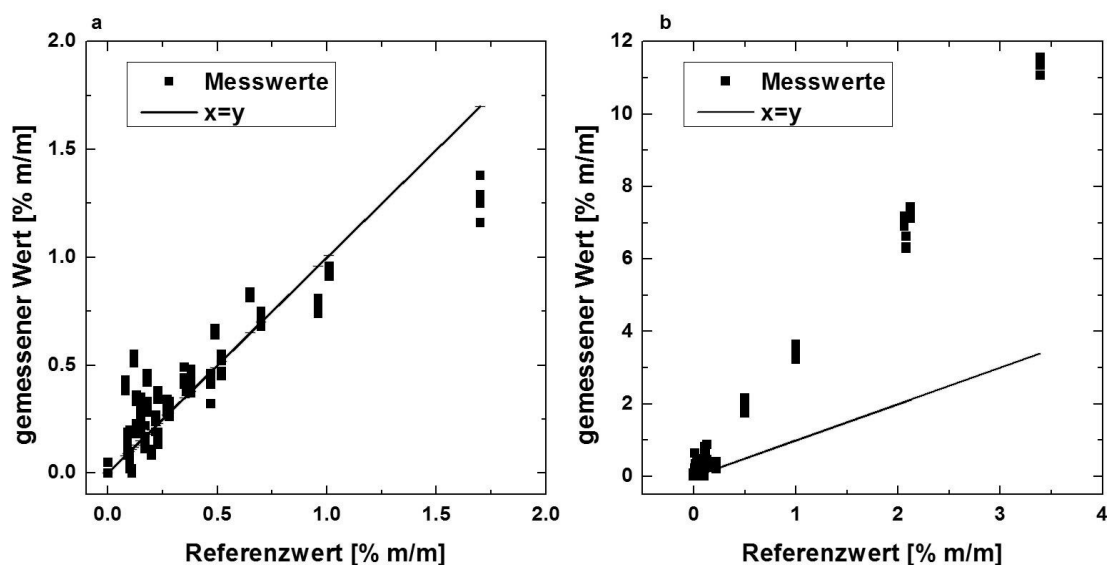 a
2.0
1.5
1.0
0.5
0.0
gemessener Wert [% m/m]
Messwerte
x=y
0.0 0.5 1.0 1.5 2.0
Referenzwert [% m/m]
b
12
10
8
6
4
2
0
gemessener Wert [% m/m]
Messwerte
x=y
0 1 2 3 4
Referenzwert [% m/m]